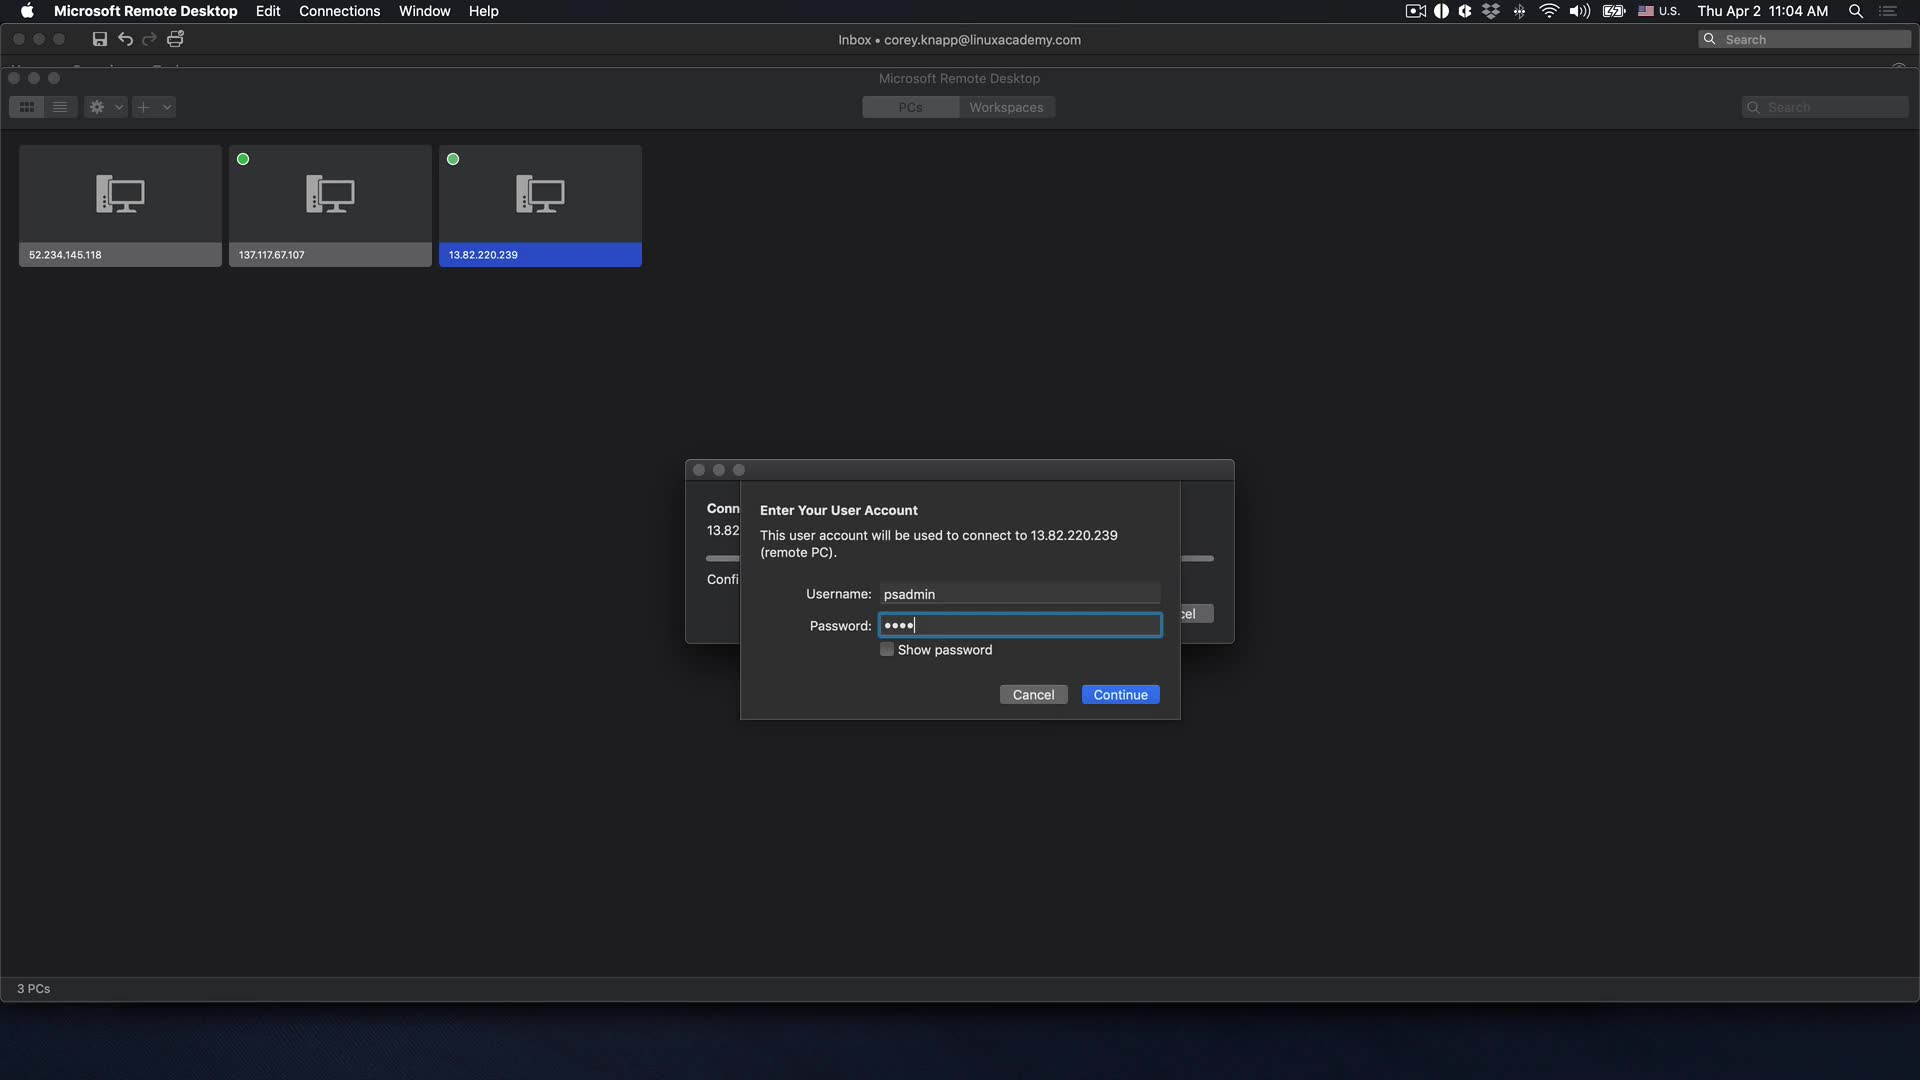 Microsoft Remote Desktop Edit Connections Window Help U.S. Thu Apr 2 11:04 AM
Inbox • corey.knapp@linuxacademy.com Search
Microsoft Remote Desktop
PCs Workspaces Search
52.234.145.118 137.117.67.107 13.82.220.239
Conn Enter Your User Account
13.82 This user account will be used to connect to 13.82.220.239
(remote PC).
Confi
Username: psadmin
cel
Password: ••••
Show password
Cancel Continue
3 PCs